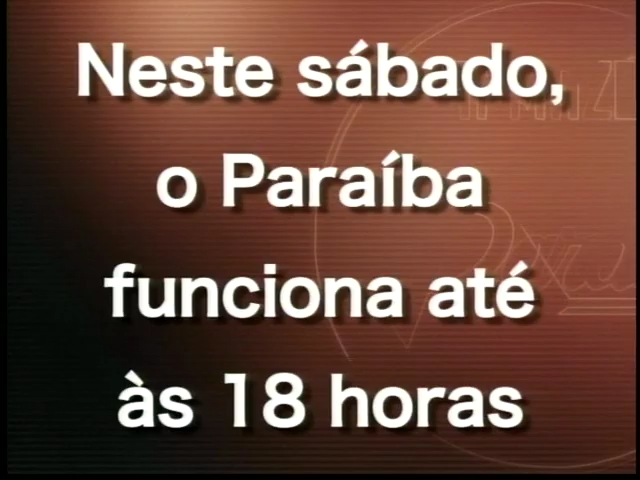 Neste sábado,
o Paraíba
funciona até
às 18 horas